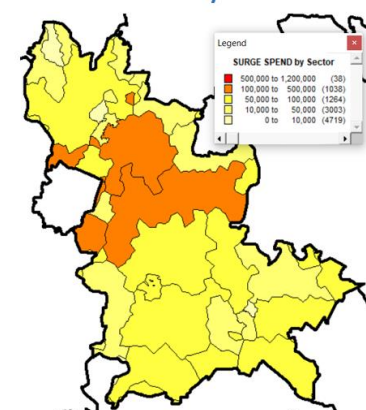 Legend
SURGE SPEND by Sector
500,000 to 1,200,000 (38)
100,000 to 500,000 (1038)
50,000 to 100,000 (1264)
10,000 to 50,000 (3003)
0 to 10,000 (4719)